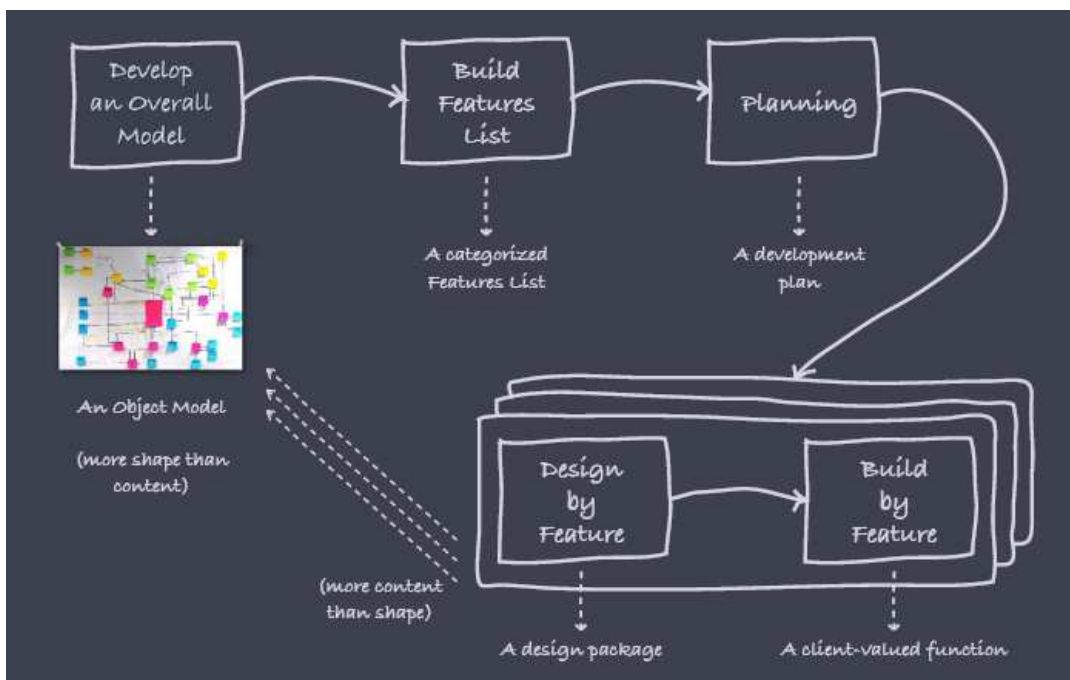 Develop
an Overall
Model
Build
Features
List
Planning
A categorized
Features List
A development
plan
An Object Model
(more shape than
content)
Design
by
Feature
Build
by
Feature
(more content
than shape)
A design package
A client-valued function